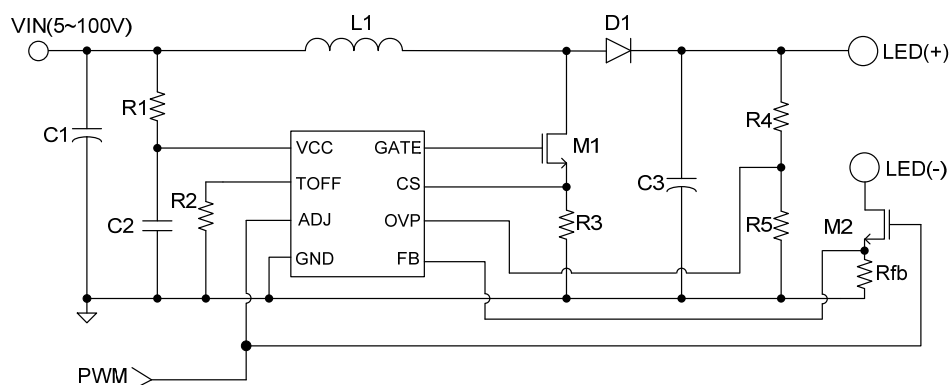 VIN(5~100V)
L1
D1
LED(+)
R1
C1
R4
VCC
GATE
M1
LED(-)
TOFF
CS
C3
R2
C2
ADJ
OVP
R3
R5
M2
GND
FB
Rfb
PWM